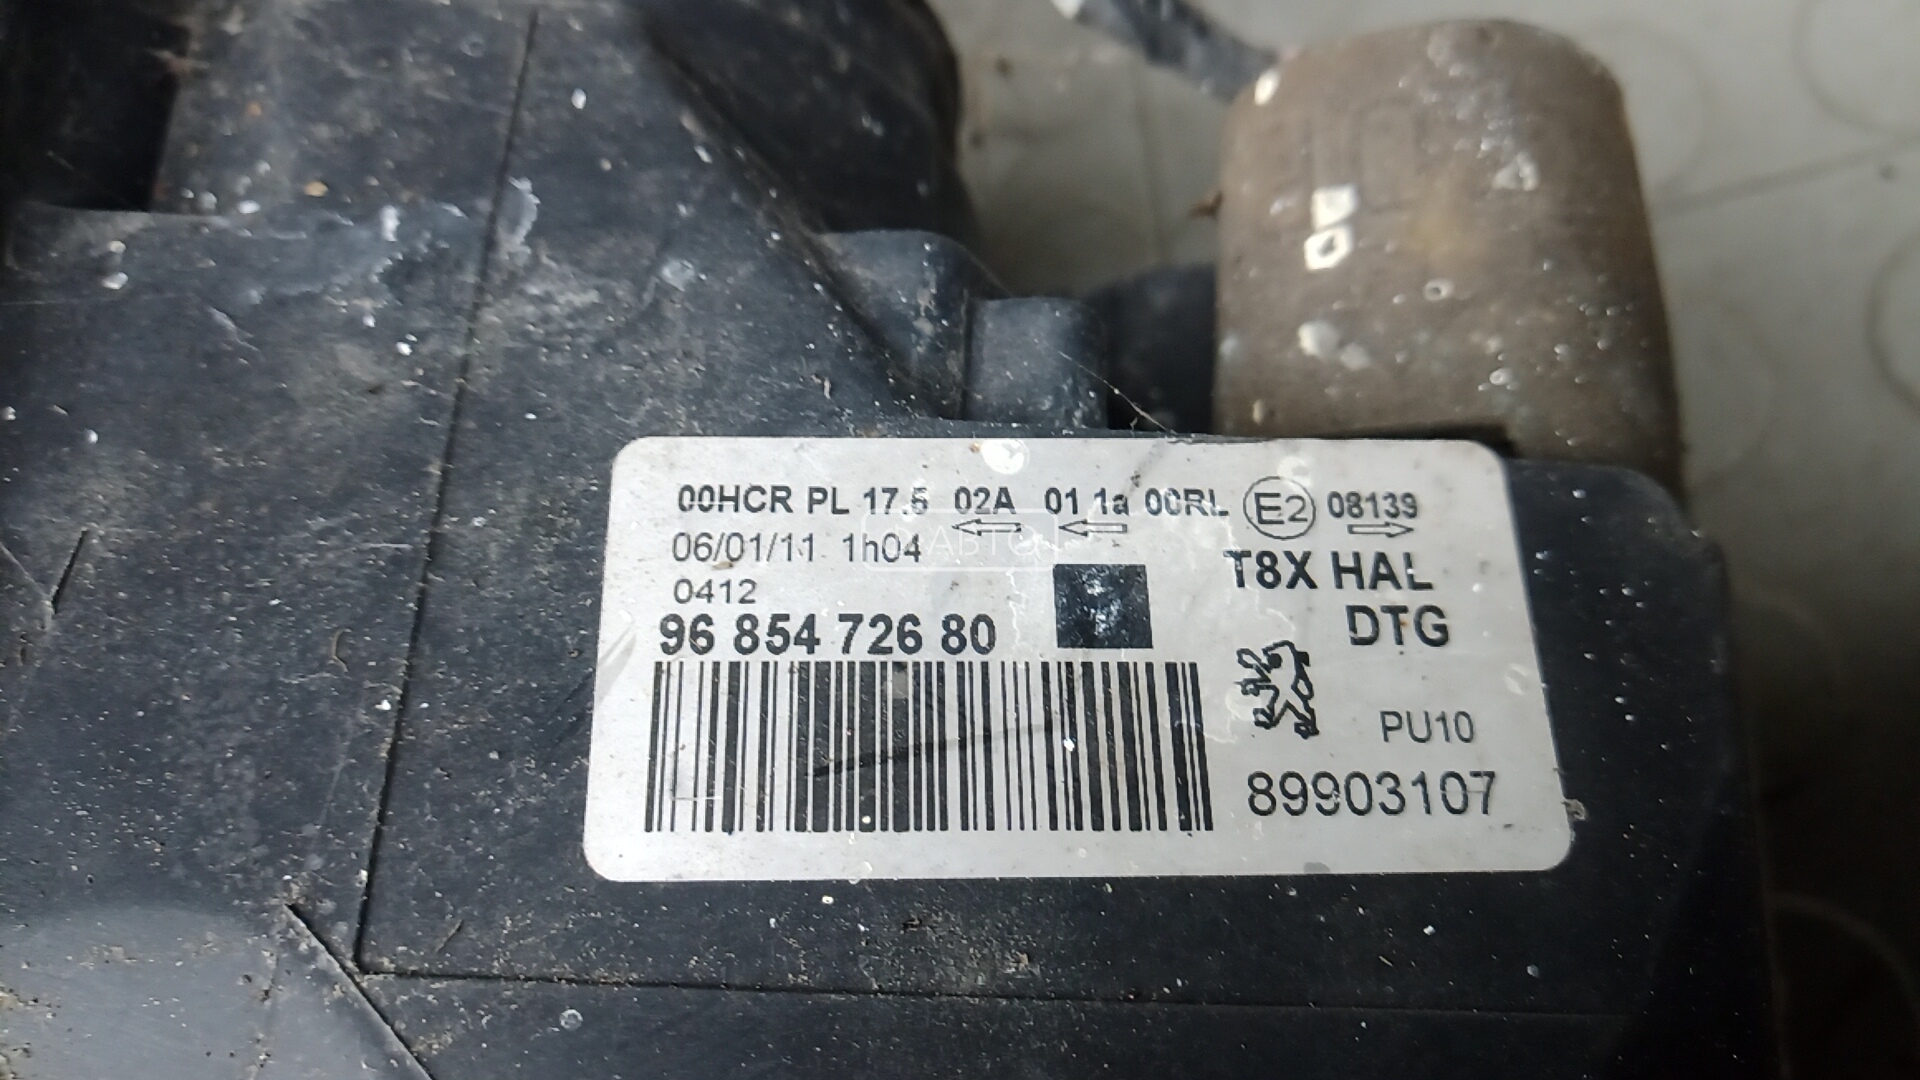 00HCR PL 17.5 02A 01 1a 00RL E2 08139
06/01/11 1h04
T8X HAL
0412
DTG
96 854 726 80
PU10
89903107
АВТО